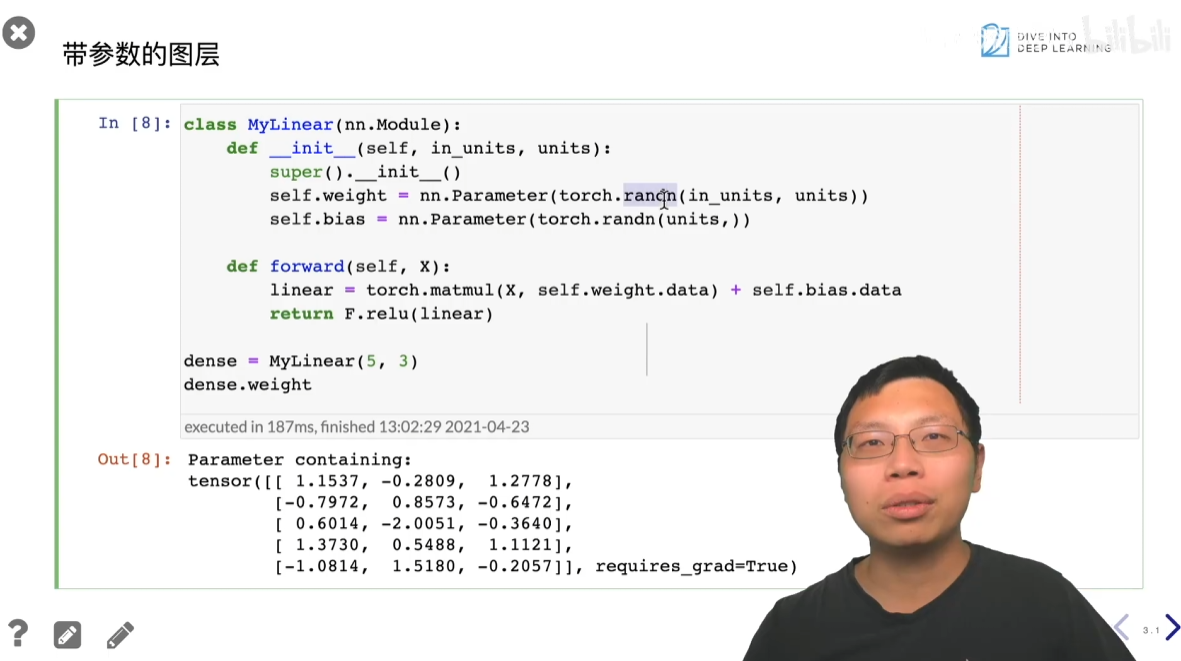 带参数的图层
DIVE INTO
DEEP LEARNING
bilibili
In [8]:
class MyLinear(nn.Module):
    def __init__(self, in_units, units):
        super().__init__()
        self.weight = nn.Parameter(torch.randn(in_units, units))
        self.bias = nn.Parameter(torch.randn(units,))
    def forward(self, X):
        linear = torch.matmul(X, self.weight.data) + self.bias.data
        return F.relu(linear)
dense = MyLinear(5, 3)
dense.weight
executed in 187ms, finished 13:02:29 2021-04-23
Out[8]:
Parameter containing:
tensor([[ 1.1537, -0.2809,  1.2778],
        [-0.7972,  0.8573, -0.6472],
        [ 0.6014, -2.0051, -0.3640],
        [ 1.3730,  0.5488,  1.1121],
        [-1.0814,  1.5180, -0.2057]], requires_grad=True)
?
3.1